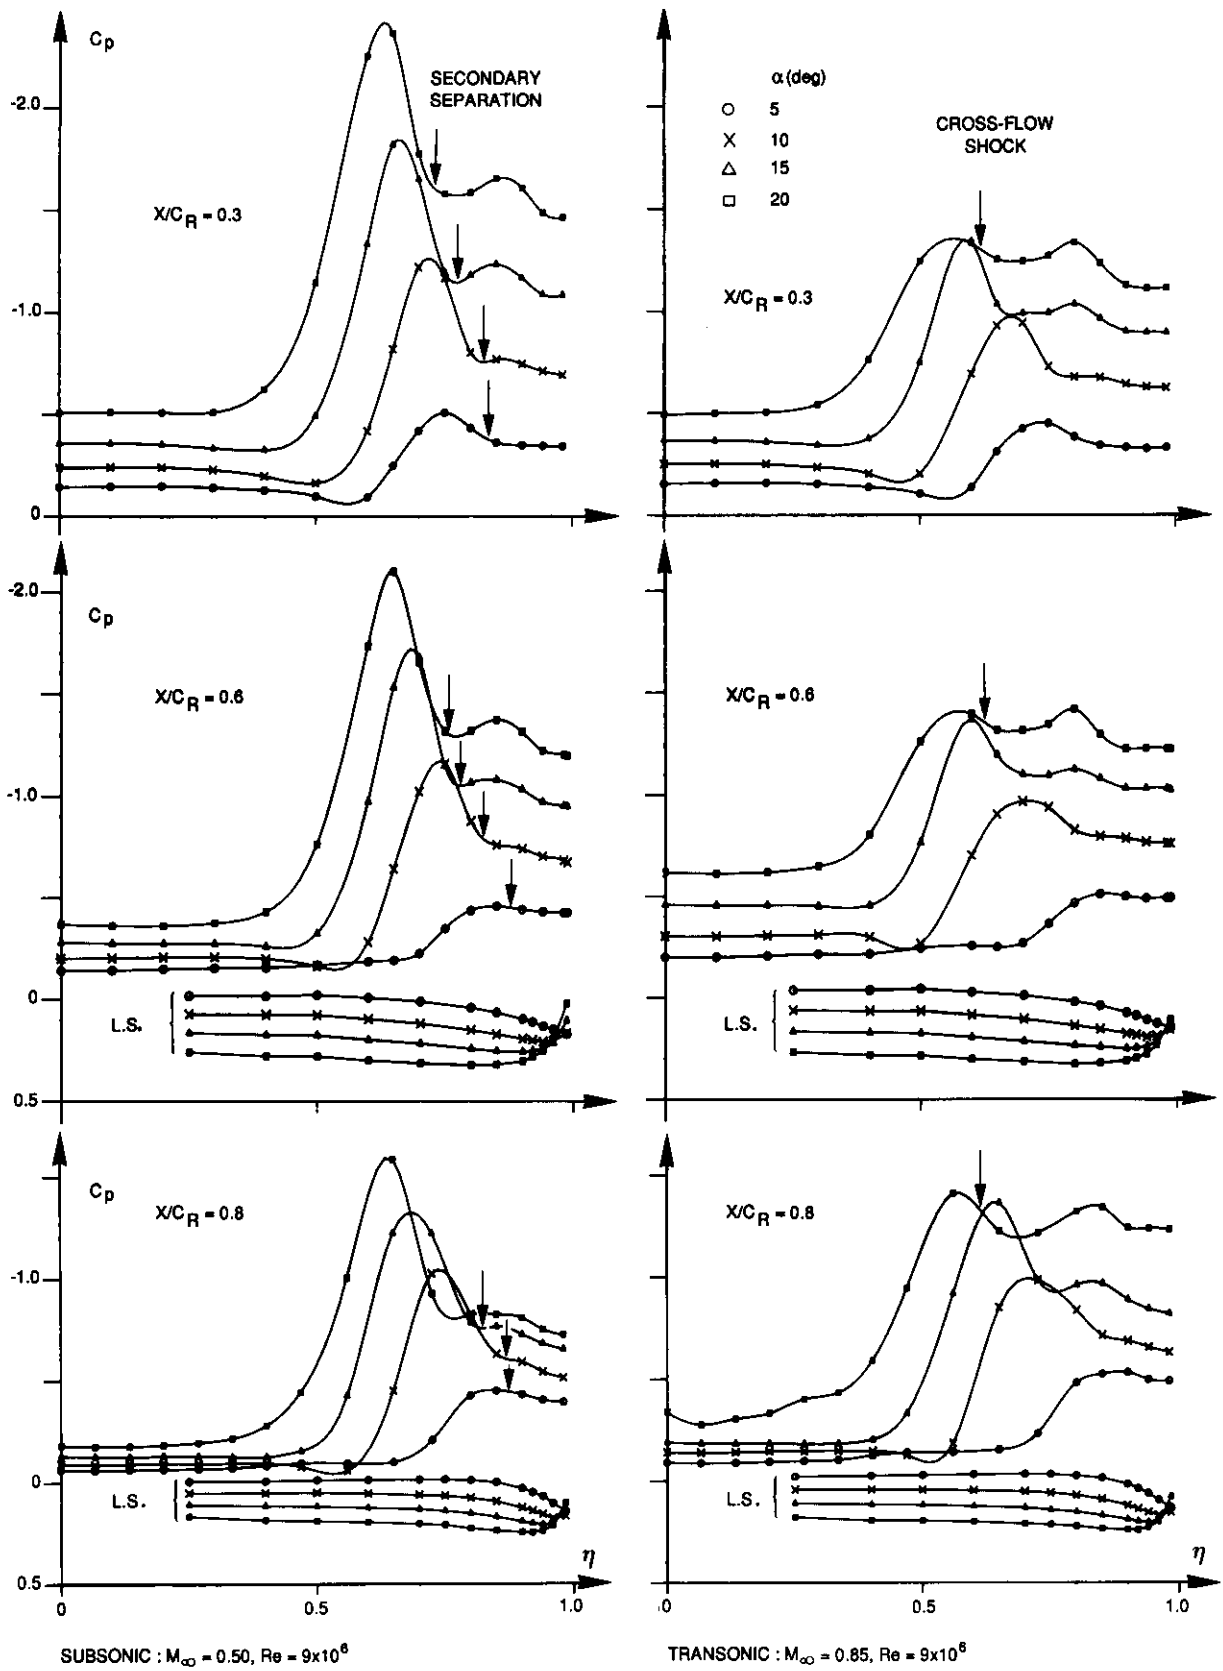 Cp
-2.0
-1.0
0
SECONDARY
SEPARATION
X/CR = 0.3
α (deg)
○ 5
× 10
△ 15
□ 20
CROSS-FLOW
SHOCK
X/CR = 0.3
Cp
-2.0
-1.0
0
0.5
X/CR = 0.6
L.S.
X/CR = 0.6
L.S.
Cp
-1.0
0
0.5
X/CR = 0.8
L.S.
η
0 0.5 1.0
X/CR = 0.8
L.S.
η
.0 0.5 1.0
SUBSONIC : M∞ = 0.50, Re = 9x10⁶
TRANSONIC : M∞ = 0.85, Re = 9x10⁶